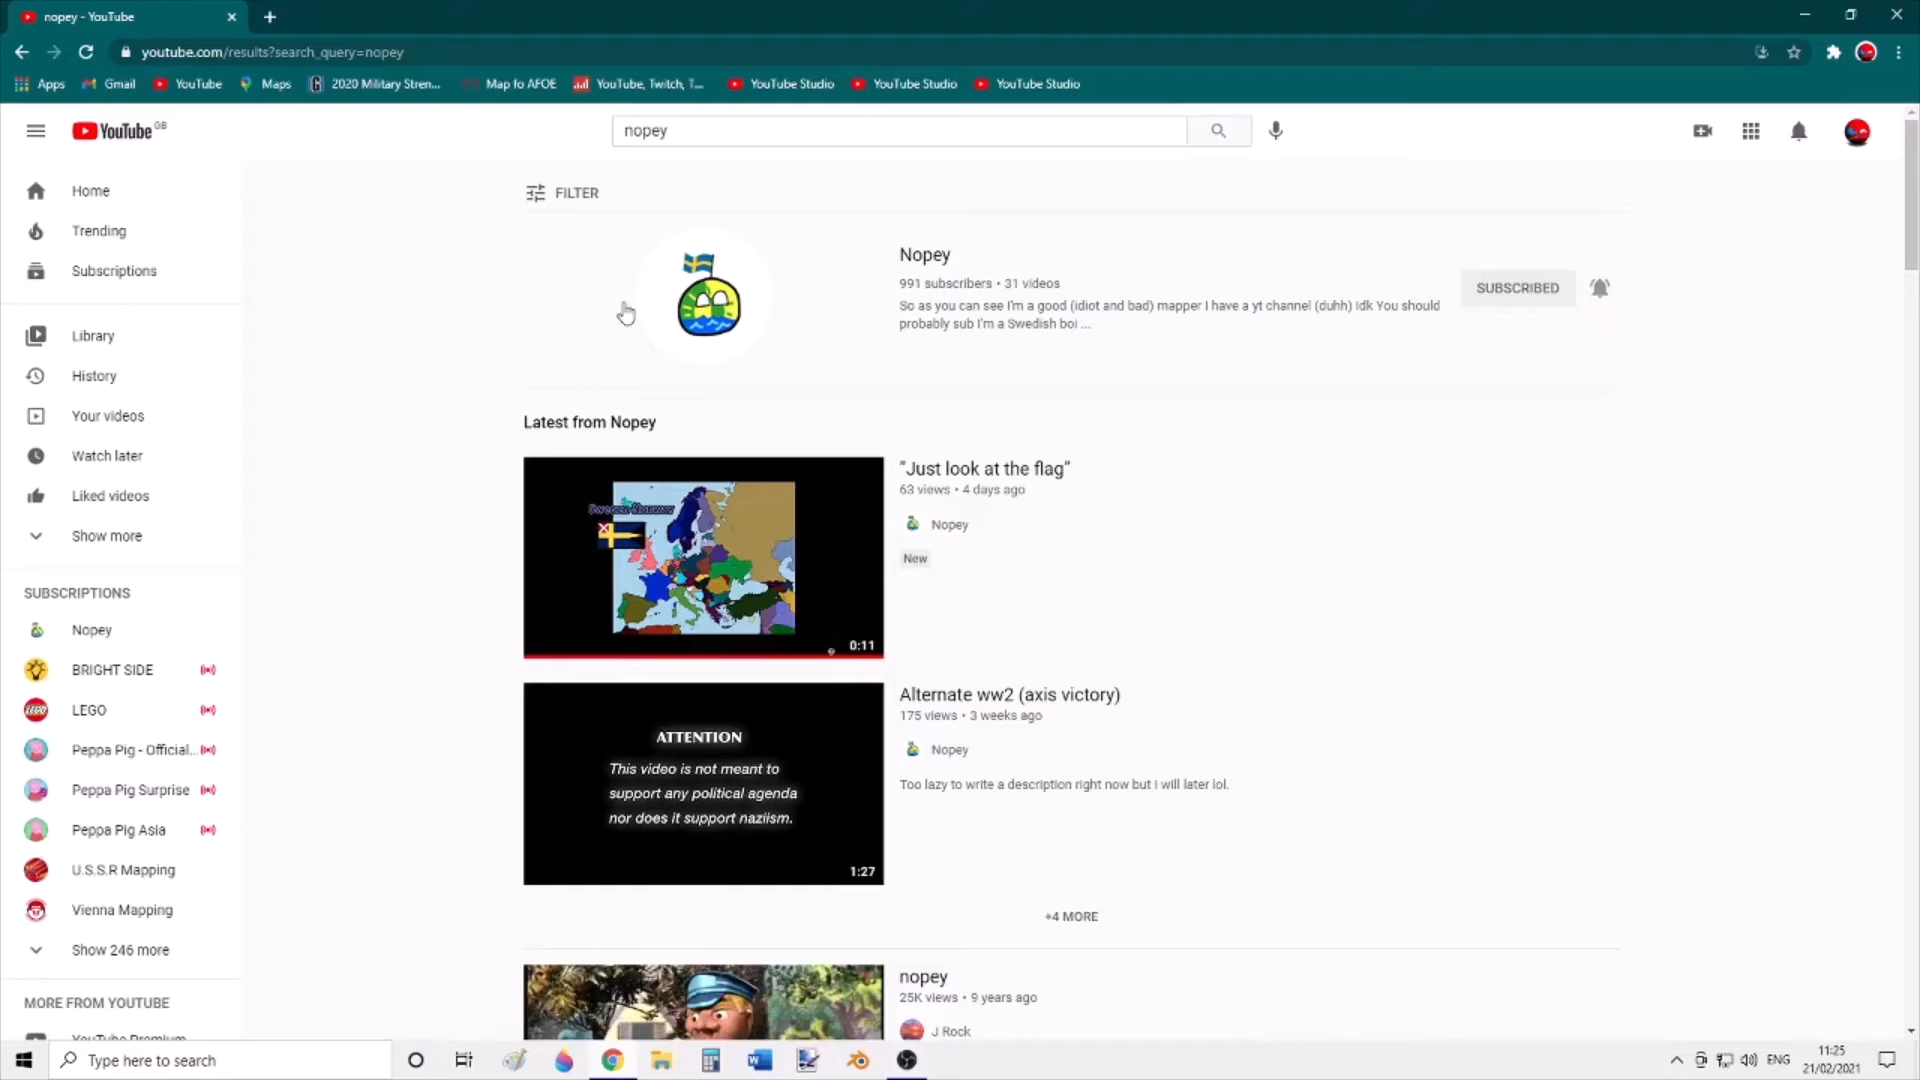 nopey - YouTube
youtube.com/results?search_query=nopey
Apps Gmail YouTube Maps 2020 Military Stren... Map fo AFOE YouTube, Twitch, T... YouTube Studio YouTube Studio YouTube Studio
YouTube GB
nopey
Home
Trending
Subscriptions
Library
History
Your videos
Watch later
Liked videos
Show more
SUBSCRIPTIONS
Nopey
BRIGHT SIDE
LEGO
Peppa Pig - Official...
Peppa Pig Surprise
Peppa Pig Asia
U.S.S.R Mapping
Vienna Mapping
Show 246 more
MORE FROM YOUTUBE
YouTube Premium
FILTER
Nopey
991 subscribers • 31 videos
So as you can see I'm a good (idiot and bad) mapper I have a yt channel (duhh) Idk You should
probably sub I'm a Swedish boi ...
SUBSCRIBED
Latest from Nopey
0:11
"Just look at the flag"
63 views • 4 days ago
Nopey
New
ATTENTION
This video is not meant to
support any political agenda
nor does it support naziism.
1:27
Alternate ww2 (axis victory)
175 views • 3 weeks ago
Nopey
Too lazy to write a description right now but I will later lol.
+4 MORE
nopey
25K views • 9 years ago
J Rock
Type here to search
ENG
11:25
21/02/2021